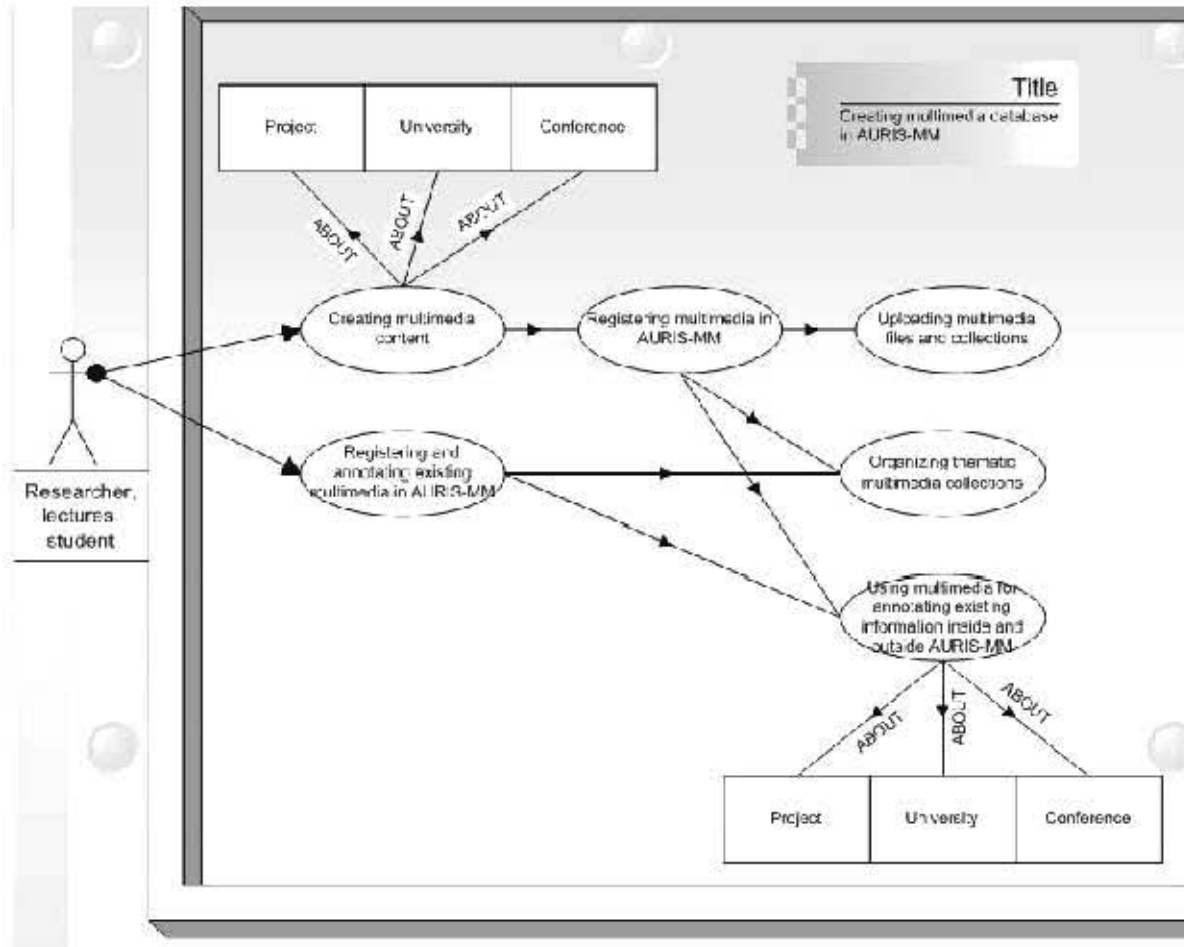 Title
Creating multimedia database
in AURIS-MM
Project
University
Conference
ABOUT
ABOUT
ABOUT
Creating multimedia
content
Registering multimedia in
AURIS-MM
Uploading multimedia
files and collections
Registering and
annotating existing
multimedia in AURIS-MM
Organizing thematic
multimedia collections
Researcher,
lectures
student
Using multimedia for
annotating existing
information inside and
outside AURIS-MM
ABOUT
ABOUT
ABOUT
Project
University
Conference